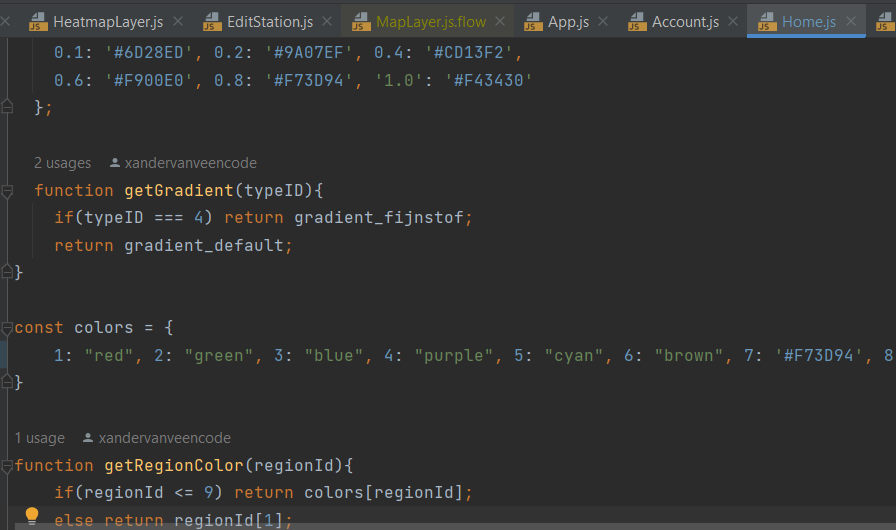 HeatmapLayer.js EditStation.js MapLayer.js.flow App.js Account.js Home.js
0.1: '#6D28ED', 0.2: '#9A07EF', 0.4: '#CD13F2',
0.6: '#F900E0', 0.8: '#F73D94', '1.0': '#F43430'
};
2 usages xandervanveencode
function getGradient(typeID){
if(typeID === 4) return gradient_fijnstof;
return gradient_default;
}
const colors = {
1: "red", 2: "green", 3: "blue", 4: "purple", 5: "cyan", 6: "brown", 7: '#F73D94', 8
}
1 usage xandervanveencode
function getRegionColor(regionId){
if(regionId <= 9) return colors[regionId];
else return regionId[1];